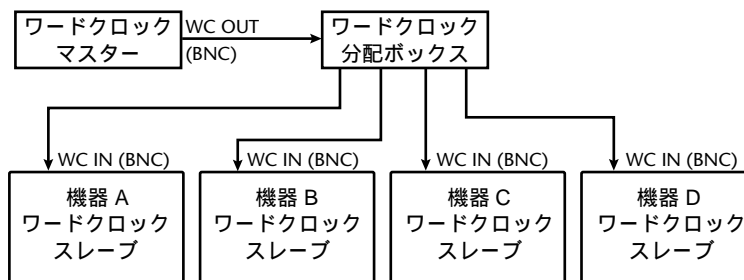 ワードクロック
マスター
WC OUT
(BNC)
ワードクロック
分配ボックス
WC IN (BNC)
WC IN (BNC)
WC IN (BNC)
WC IN (BNC)
機器 A
ワードクロック
スレーブ
機器 B
ワードクロック
スレーブ
機器 C
ワードクロック
スレーブ
機器 D
ワードクロック
スレーブ